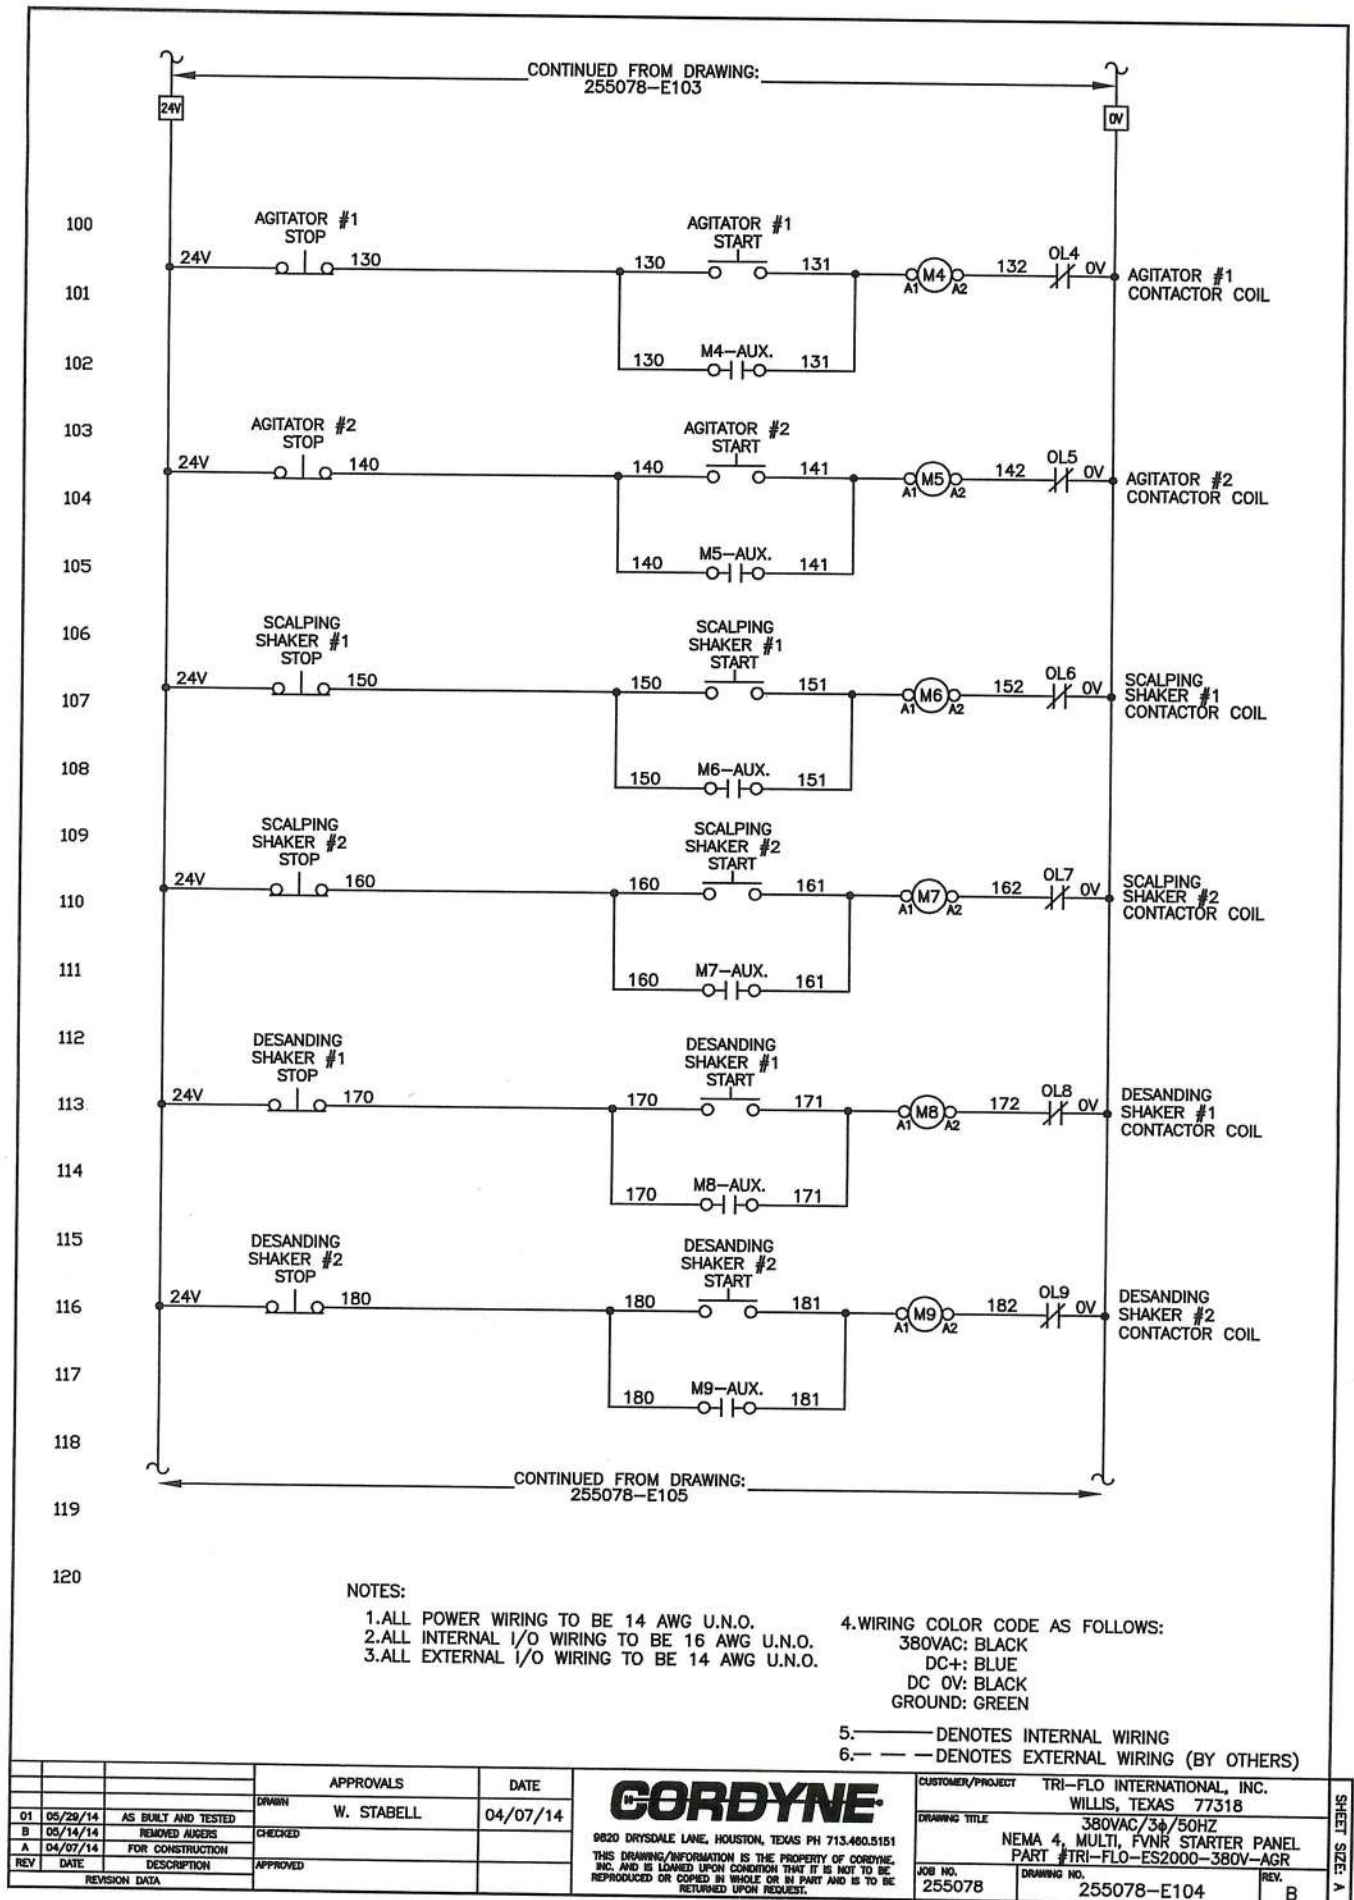 CONTINUED FROM DRAWING:
255078-E103
24V
0V
100
AGITATOR #1
STOP
AGITATOR #1
START
24V 130 130 131 M4 A1 A2 132 OL4 0V
AGITATOR #1
CONTACTOR COIL
101
102
130 M4-AUX. 131
103
AGITATOR #2
STOP
AGITATOR #2
START
24V 140 140 141 M5 A1 A2 142 OL5 0V
AGITATOR #2
CONTACTOR COIL
104
105
140 M5-AUX. 141
106
SCALPING
SHAKER #1
STOP
SCALPING
SHAKER #1
START
24V 150 150 151 M6 A1 A2 152 OL6 0V
SCALPING
SHAKER #1
CONTACTOR COIL
107
108
150 M6-AUX. 151
109
SCALPING
SHAKER #2
STOP
SCALPING
SHAKER #2
START
24V 160 160 161 M7 A1 A2 162 OL7 0V
SCALPING
SHAKER #2
CONTACTOR COIL
110
111
160 M7-AUX. 161
112
DESANDING
SHAKER #1
STOP
DESANDING
SHAKER #1
START
113
24V 170 170 171 M8 A1 A2 172 OL8 0V
DESANDING
SHAKER #1
CONTACTOR COIL
114
170 M8-AUX. 171
115
DESANDING
SHAKER #2
STOP
DESANDING
SHAKER #2
START
116
24V 180 180 181 M9 A1 A2 182 OL9 0V
DESANDING
SHAKER #2
CONTACTOR COIL
117
180 M9-AUX. 181
118
CONTINUED FROM DRAWING:
255078-E105
119
120
NOTES:
1.ALL POWER WIRING TO BE 14 AWG U.N.O.
2.ALL INTERNAL I/O WIRING TO BE 16 AWG U.N.O.
3.ALL EXTERNAL I/O WIRING TO BE 14 AWG U.N.O.
4.WIRING COLOR CODE AS FOLLOWS:
380VAC: BLACK
DC+: BLUE
DC 0V: BLACK
GROUND: GREEN
5. DENOTES INTERNAL WIRING
6. DENOTES EXTERNAL WIRING (BY OTHERS)
01 05/29/14 AS BUILT AND TESTED
B 05/14/14 REMOVED AUGERS
A 04/07/14 FOR CONSTRUCTION
REV DATE DESCRIPTION
REVISION DATA
APPROVALS DATE
DRAWN W. STABELL 04/07/14
CHECKED
APPROVED
CORDYNE
9820 DRYSDALE LANE, HOUSTON, TEXAS PH 713.460.5151
THIS DRAWING/INFORMATION IS THE PROPERTY OF CORDYNE,
INC. AND IS LOANED UPON CONDITION THAT IT IS NOT TO BE
REPRODUCED OR COPIED IN WHOLE OR IN PART AND IS TO BE
RETURNED UPON REQUEST.
CUSTOMER/PROJECT TRI-FLO INTERNATIONAL, INC.
WILLIS, TEXAS 77318
DRAWING TITLE 380VAC/3ϕ/50HZ
NEMA 4, MULTI, FVNR STARTER PANEL
PART #TRI-FLO-ES2000-380V-AGR
JOB NO. 255078
DRAWING NO. 255078-E104
REV. B
SHEET SIZE: A